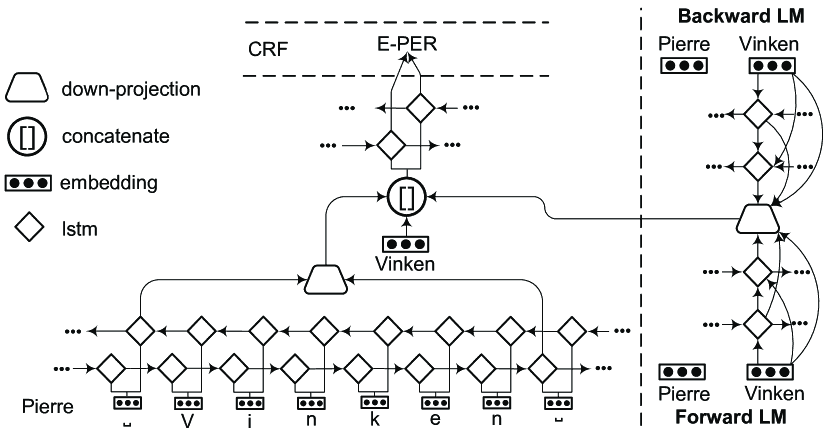 Backward LM
CRF
E-PER
Pierre Vinken
down-projection
[] concatenate
embedding
lstm
[]
Vinken
Pierre
␣ V i n k e n ␣
Pierre Vinken
Forward LM